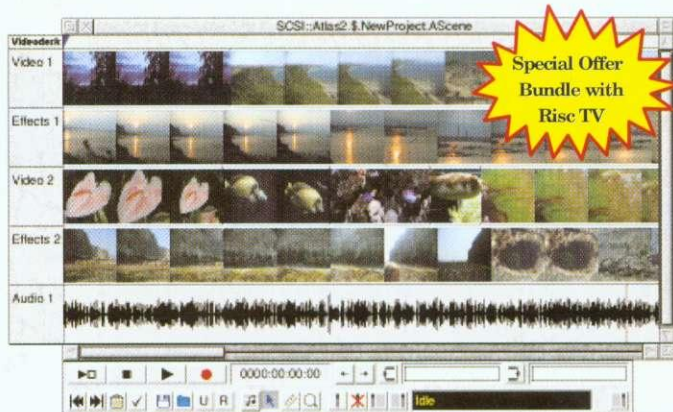 SCSI::Atlas2.$.NewProject.AScene
Videodesk
Video 1
Special Offer
Bundle with
Risc TV
Effects 1
Video 2
Effects 2
Audio 1
0000:00:00:00
U R
Idle